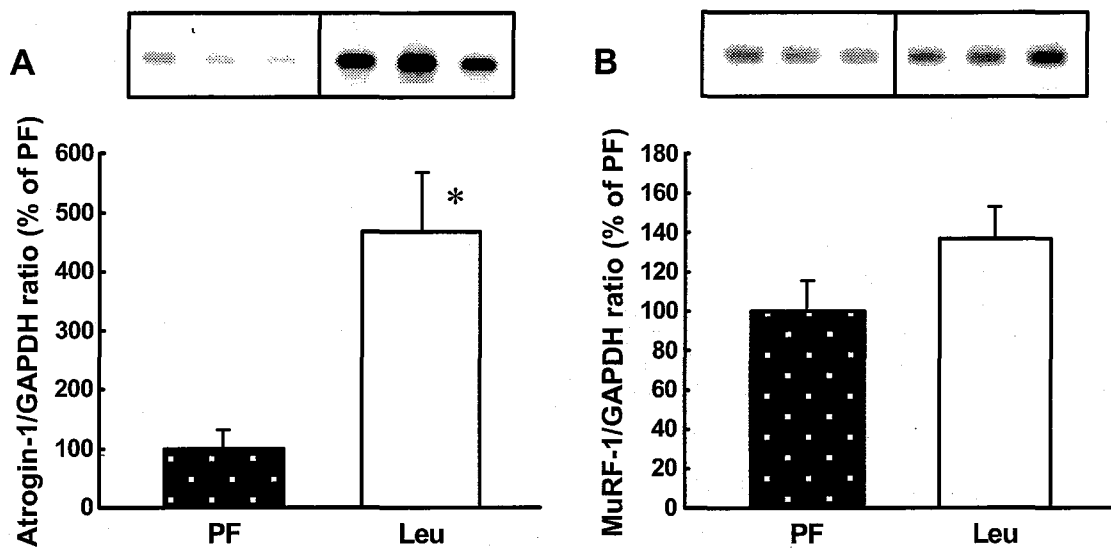 A
Atrogin-1/GAPDH ratio (% of PF)
600
500
400
300
200
100
0
*
PF
Leu
B
MuRF-1/GAPDH ratio (% of PF)
180
160
140
120
100
80
60
40
20
0
PF
Leu